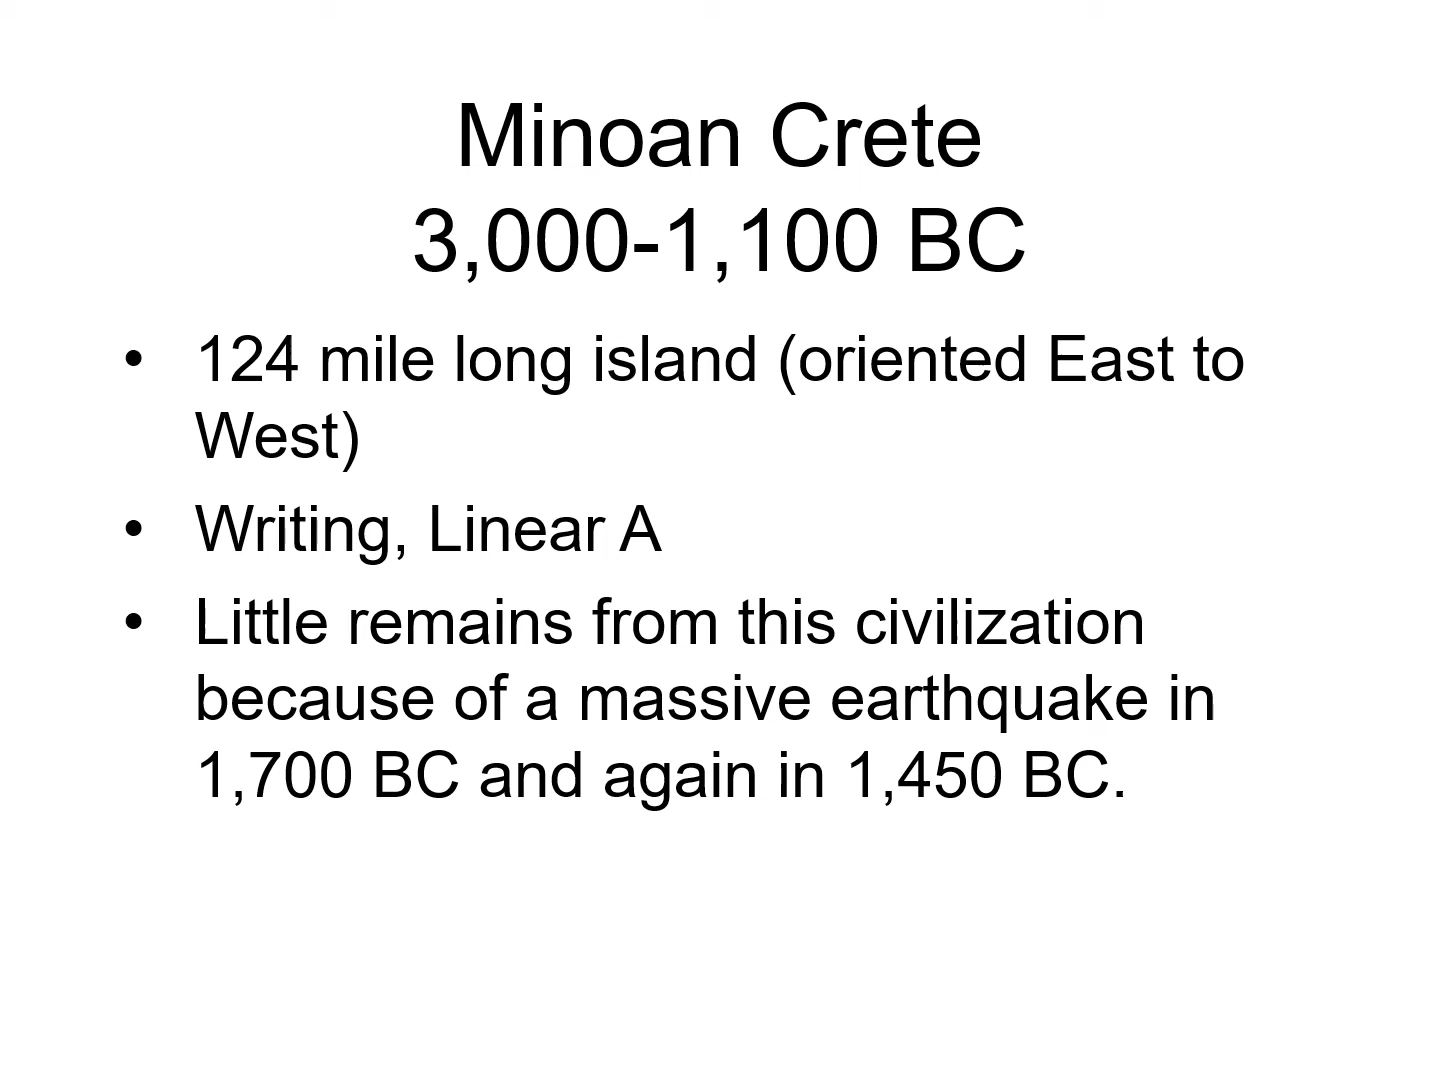 Minoan Crete
3,000-1,100 BC
• 124 mile long island (oriented East to
West)
• Writing, Linear A
• Little remains from this civilization
because of a massive earthquake in
1,700 BC and again in 1,450 BC.